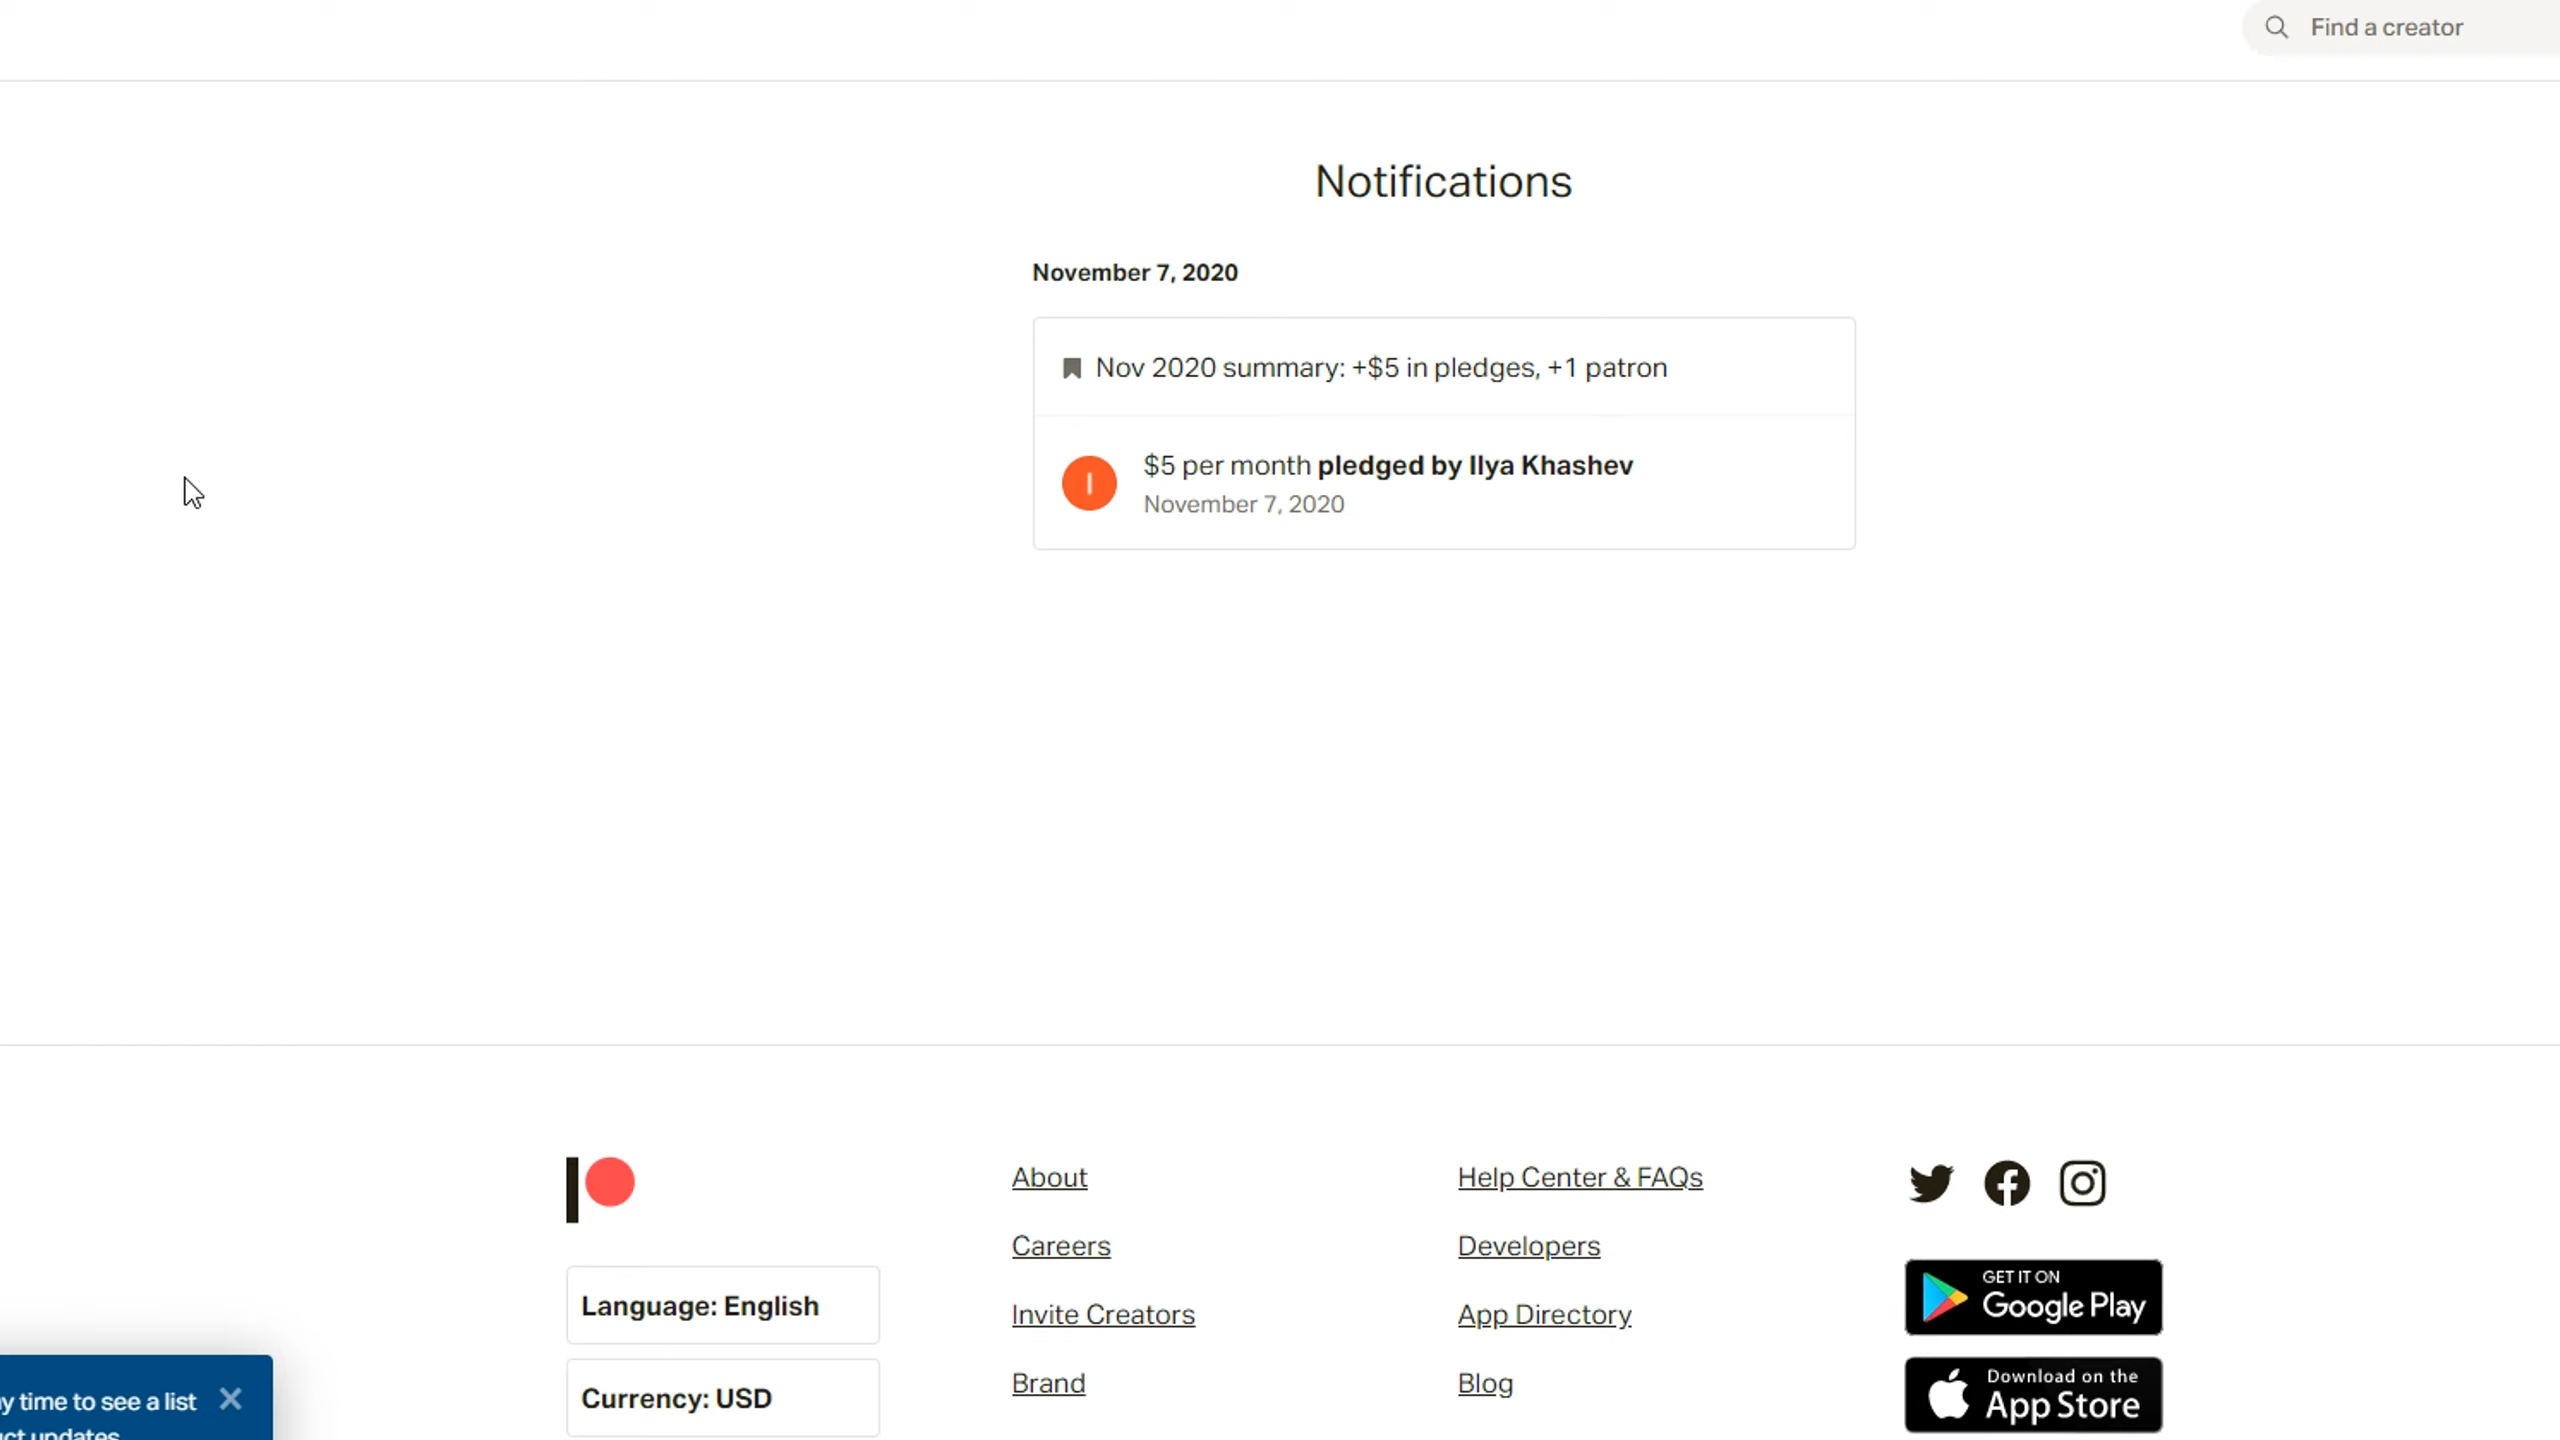 Find a creator
Notifications
November 7, 2020
Nov 2020 summary: +$5 in pledges, +1 patron
I
$5 per month pledged by Ilya Khashev
November 7, 2020
About
Help Center & FAQs
Careers
Developers
Language: English
Invite Creators
App Directory
GET IT ON
Google Play
Currency: USD
Brand
Blog
Download on the
App Store
y time to see a list
ct updates